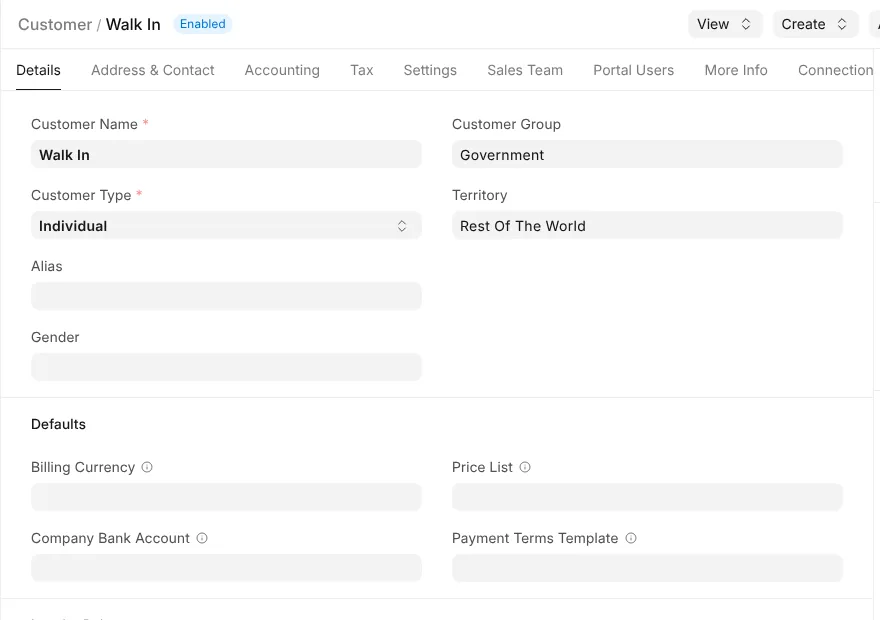 Customer / Walk In Enabled View Create
Details Address & Contact Accounting Tax Settings Sales Team Portal Users More Info Connection
Customer Name * Customer Group
Walk In Government
Customer Type * Territory
Individual Rest Of The World
Alias
Gender
Defaults
Billing Currency Price List
Company Bank Account Payment Terms Template